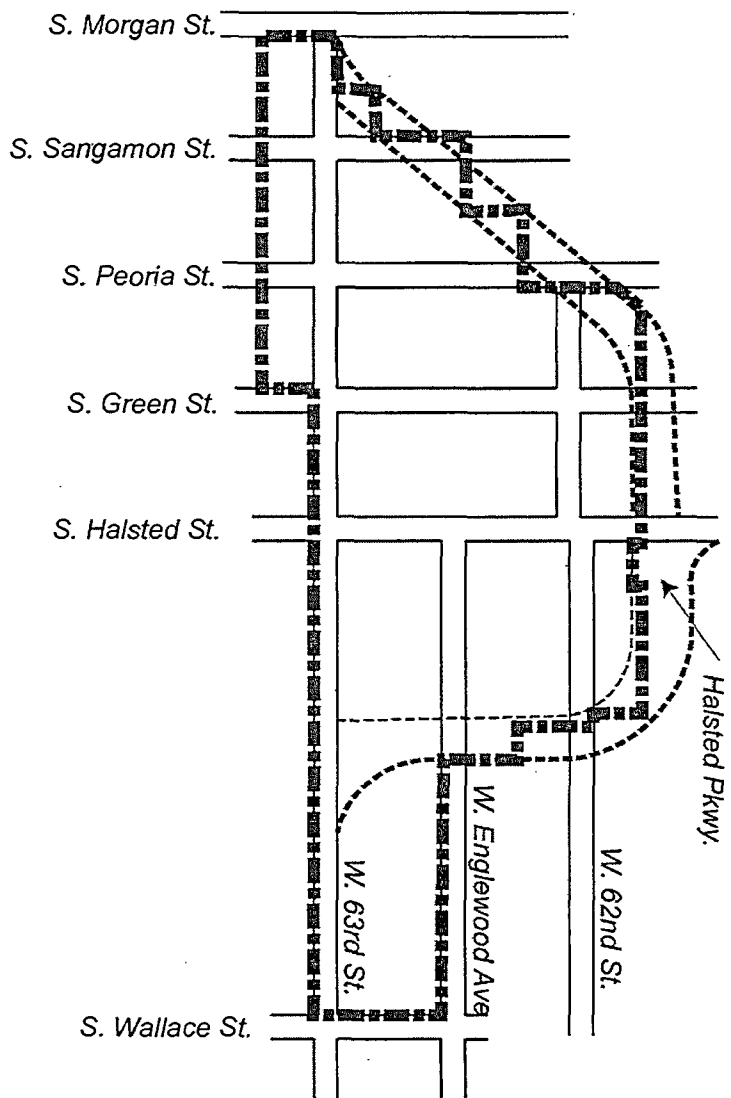 S. Morgan St.
S. Sangamon St.
S. Peoria St.
S. Green St.
S. Halsted St.
Halsted Pkwy.
W. 62nd St.
W. Englewood Ave
W. 63rd St.
S. Wallace St.